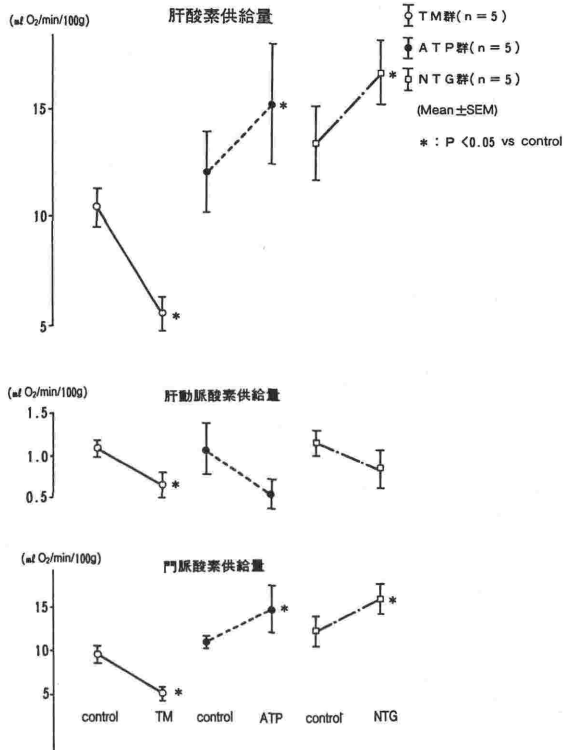 (ml O₂/min/100g)
肝酸素供給量
TM群(n=5)
ATP群(n=5)
NTG群(n=5)
(Mean±SEM)
*：P<0.05 vs control
15
10
5
*
*
*
(ml O₂/min/100g)
肝動脈酸素供給量
1.5
1.0
0.5
*
(ml O₂/min/100g)
門脈酸素供給量
15
10
5
*
*
*
control TM control ATP control NTG